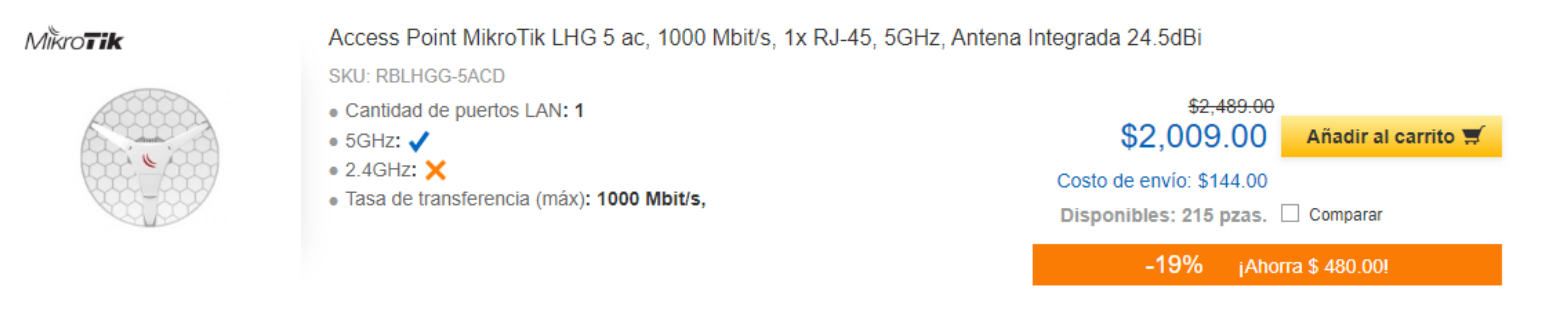 MikroTik
Access Point MikroTik LHG 5 ac, 1000 Mbit/s, 1x RJ-45, 5GHz, Antena Integrada 24.5dBi
SKU: RBLHGG-5ACD
• Cantidad de puertos LAN: 1
• 5GHz: ✔
• 2.4GHz: ✕
• Tasa de transferencia (máx): 1000 Mbit/s,
$2,489.00
$2,009.00 Añadir al carrito
Costo de envío: $144.00
Disponibles: 215 pzas. Comparar
-19% ¡Ahorra $ 480.00!